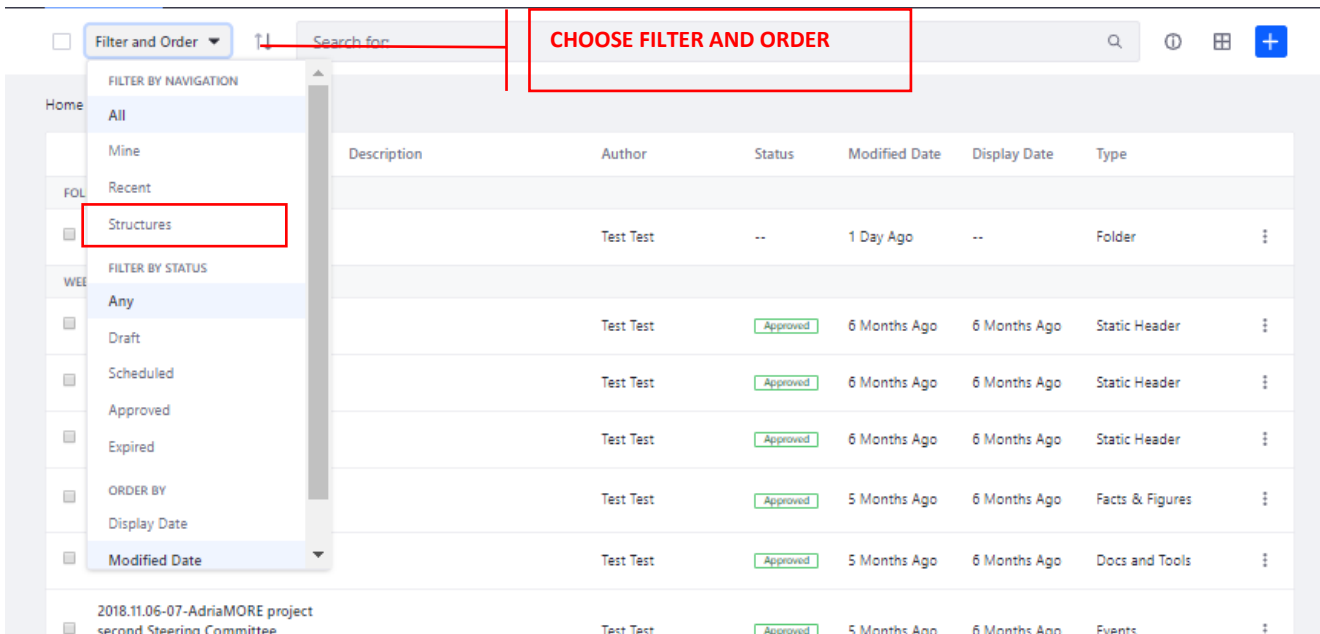 Filter and Order
Search for:
CHOOSE FILTER AND ORDER
FILTER BY NAVIGATION
Home
All
Mine
Description Author Status Modified Date Display Date Type
Recent
FOL
Structures
Test Test -- 1 Day Ago -- Folder
FILTER BY STATUS
WEE
Any
Test Test Approved 6 Months Ago 6 Months Ago Static Header
Draft
Scheduled
Test Test Approved 6 Months Ago 6 Months Ago Static Header
Approved
Test Test Approved 6 Months Ago 6 Months Ago Static Header
Expired
ORDER BY
Test Test Approved 5 Months Ago 6 Months Ago Facts & Figures
Display Date
Modified Date
Test Test Approved 5 Months Ago 6 Months Ago Docs and Tools
2018.11.06-07-AdriaMORE project
second Steering Committee Test Test Approved 5 Months Ago 6 Months Ago Events